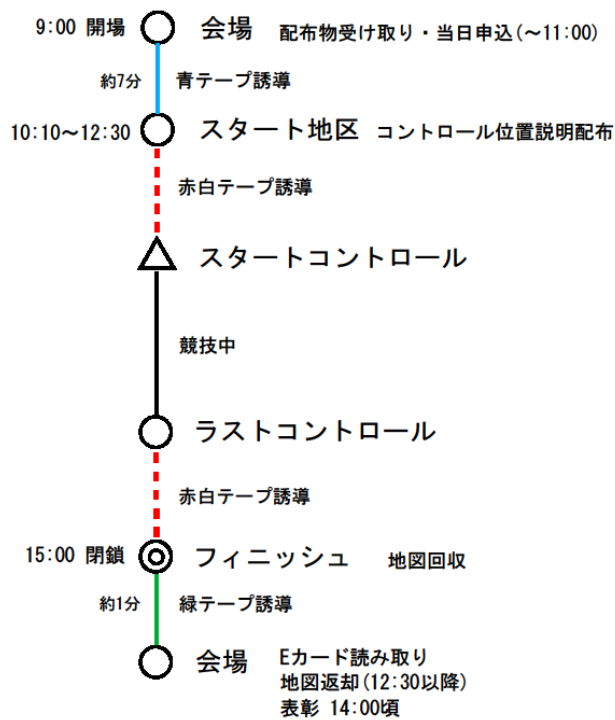 9:00 開場 会場 配布物受け取り・当日申込(～11:00)
約7分 青テープ誘導
10:10～12:30 スタート地区 コントロール位置説明配布
赤白テープ誘導
スタートコントロール
競技中
ラストコントロール
赤白テープ誘導
15:00 閉鎖 フィニッシュ 地図回収
約1分 緑テープ誘導
会場 Eカード読み取り
地図返却(12:30以降)
表彰 14:00頃